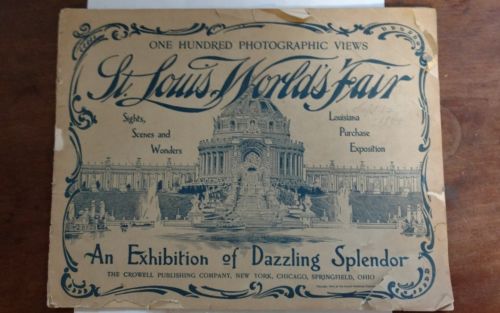 ONE HUNDRED PHOTOGRAPHIC VIEWS
St. Louis World's Fair
Sights,
Scenes and
Wonders
Louisiana
Purchase
Exposition
An Exhibition of Dazzling Splendor
THE CROWELL PUBLISHING COMPANY, NEW YORK, CHICAGO, SPRINGFIELD, OHIO